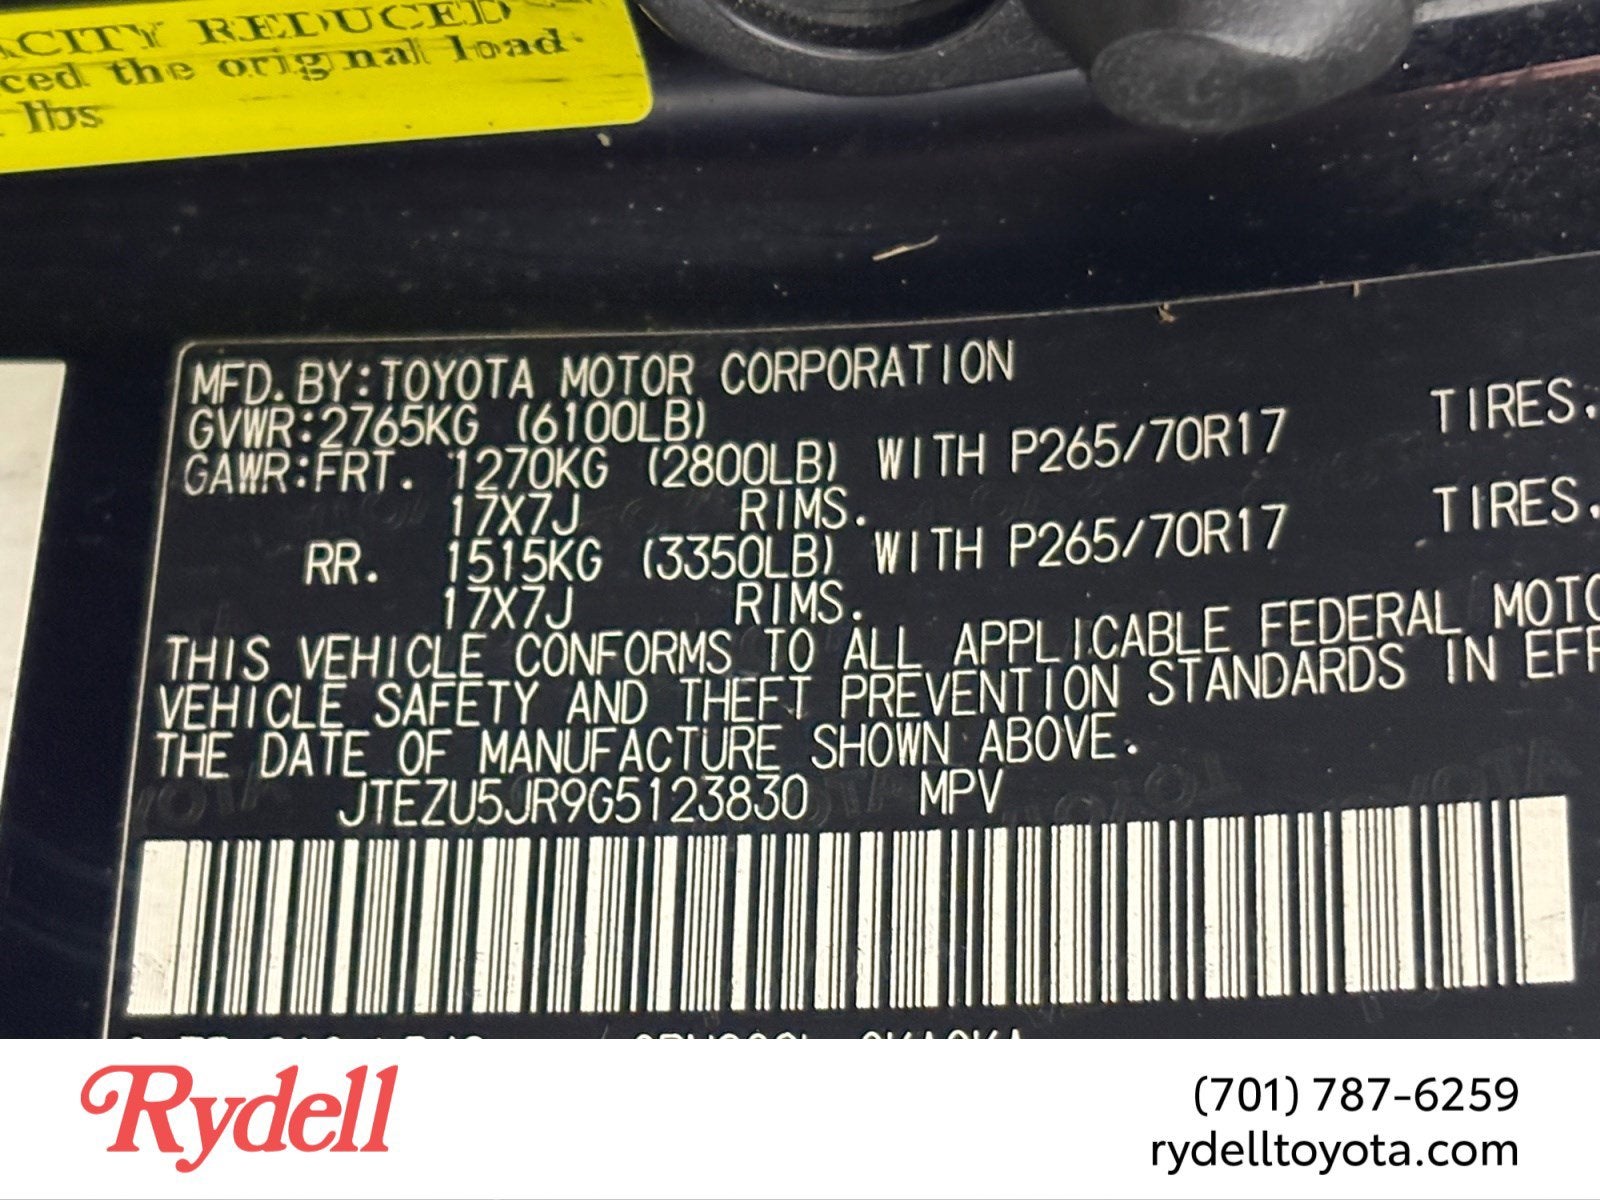 ACITY REDUCED
ced the original load
lbs
MFD.BY:TOYOTA MOTOR CORPORATION
GVWR:2765KG (6100LB)
GAWR:FRT. 1270KG (2800LB) WITH P265/70R17 TIRES.
17X7J RIMS.
RR. 1515KG (3350LB) WITH P265/70R17 TIRES.
17X7J RIMS.
THIS VEHICLE CONFORMS TO ALL APPLICABLE FEDERAL MOTO
VEHICLE SAFETY AND THEFT PREVENTION STANDARDS IN EFF
THE DATE OF MANUFACTURE SHOWN ABOVE.
JTEZU5JR9G5123830 MPV
Rydell
(701) 787-6259
rydelltoyota.com